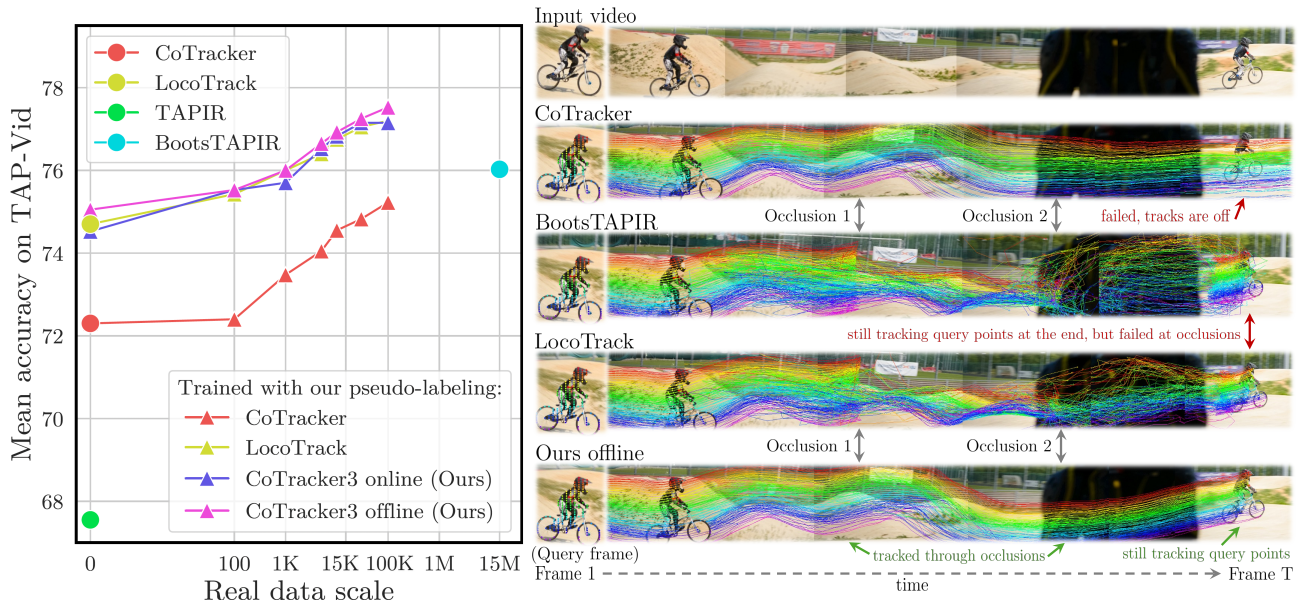 Mean accuracy on TAP-Vid
78
76
74
72
70
68
CoTracker
LocoTrack
TAPIR
BootsTAPIR
Trained with our pseudo-labeling:
CoTracker
LocoTrack
CoTracker3 online (Ours)
CoTracker3 offline (Ours)
0 100 1K 15K 100K 1M 15M
Real data scale
Input video
CoTracker
Occlusion 1 Occlusion 2 failed, tracks are off
BootsTAPIR
still tracking query points at the end, but failed at occlusions
LocoTrack
Occlusion 1 Occlusion 2
Ours offline
(Query frame) tracked through occlusions still tracking query points
Frame 1 Frame T
time